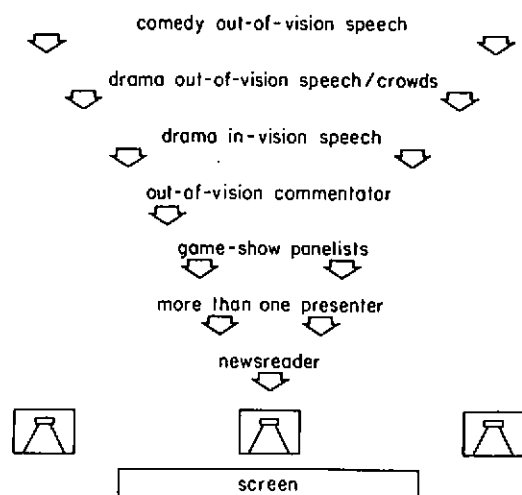 comedy out-of-vision speech
drama out-of-vision speech/crowds
drama in-vision speech
out-of-vision commentator
game-show panelists
more than one presenter
newsreader
screen